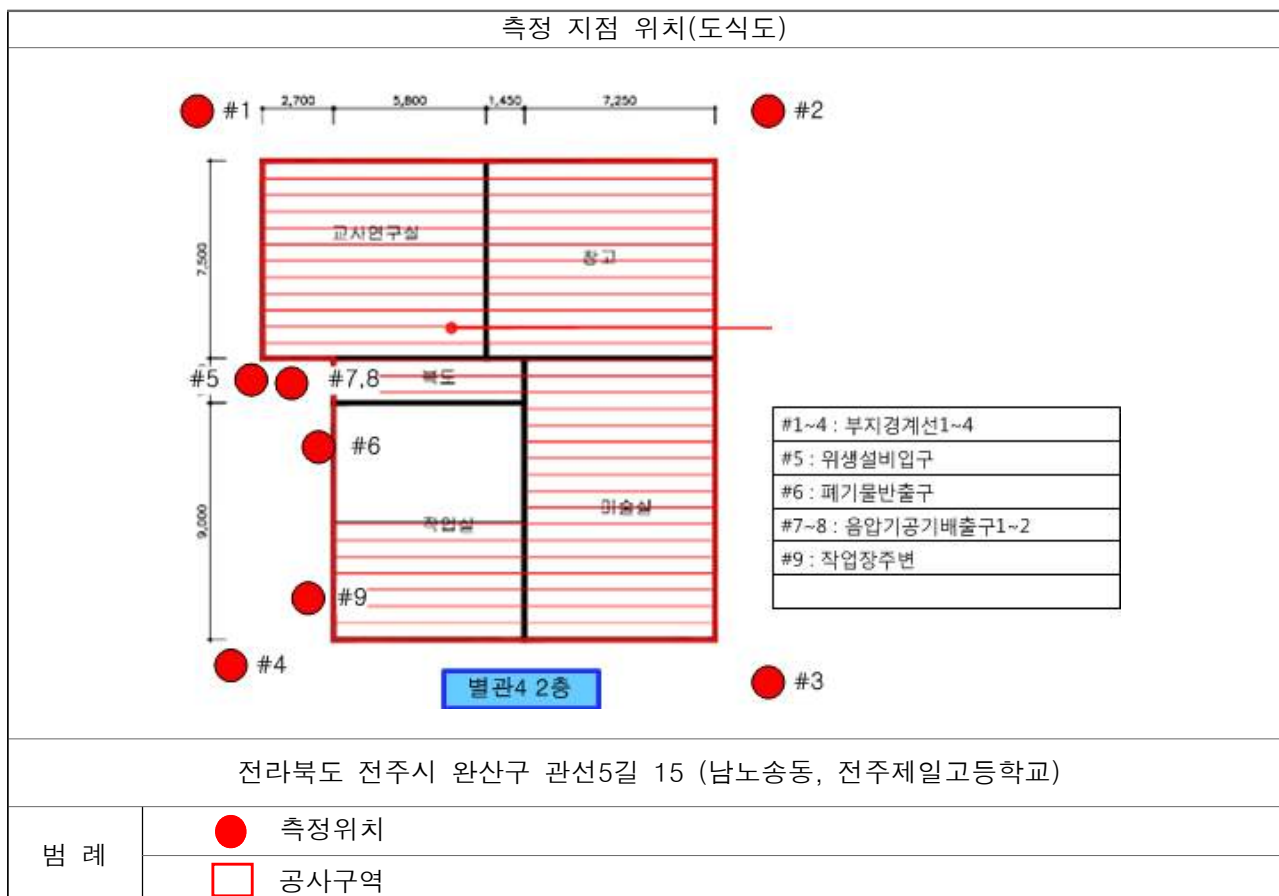 측정 지점 위치(도식도)
#1
2,700
5,800
1,450
7,250
#2
7,500
교사연구실
창고
#5
#7,8
복도
#6
9,000
작업실
미술실
#9
#4
#3
별관4 2층
#1~4 : 부지경계선1~4
#5 : 위생설비입구
#6 : 폐기물반출구
#7~8 : 음압기공기배출구1~2
#9 : 작업장주변
전라북도 전주시 완산구 관선5길 15 (남노송동, 전주제일고등학교)
범 례
측정위치
공사구역